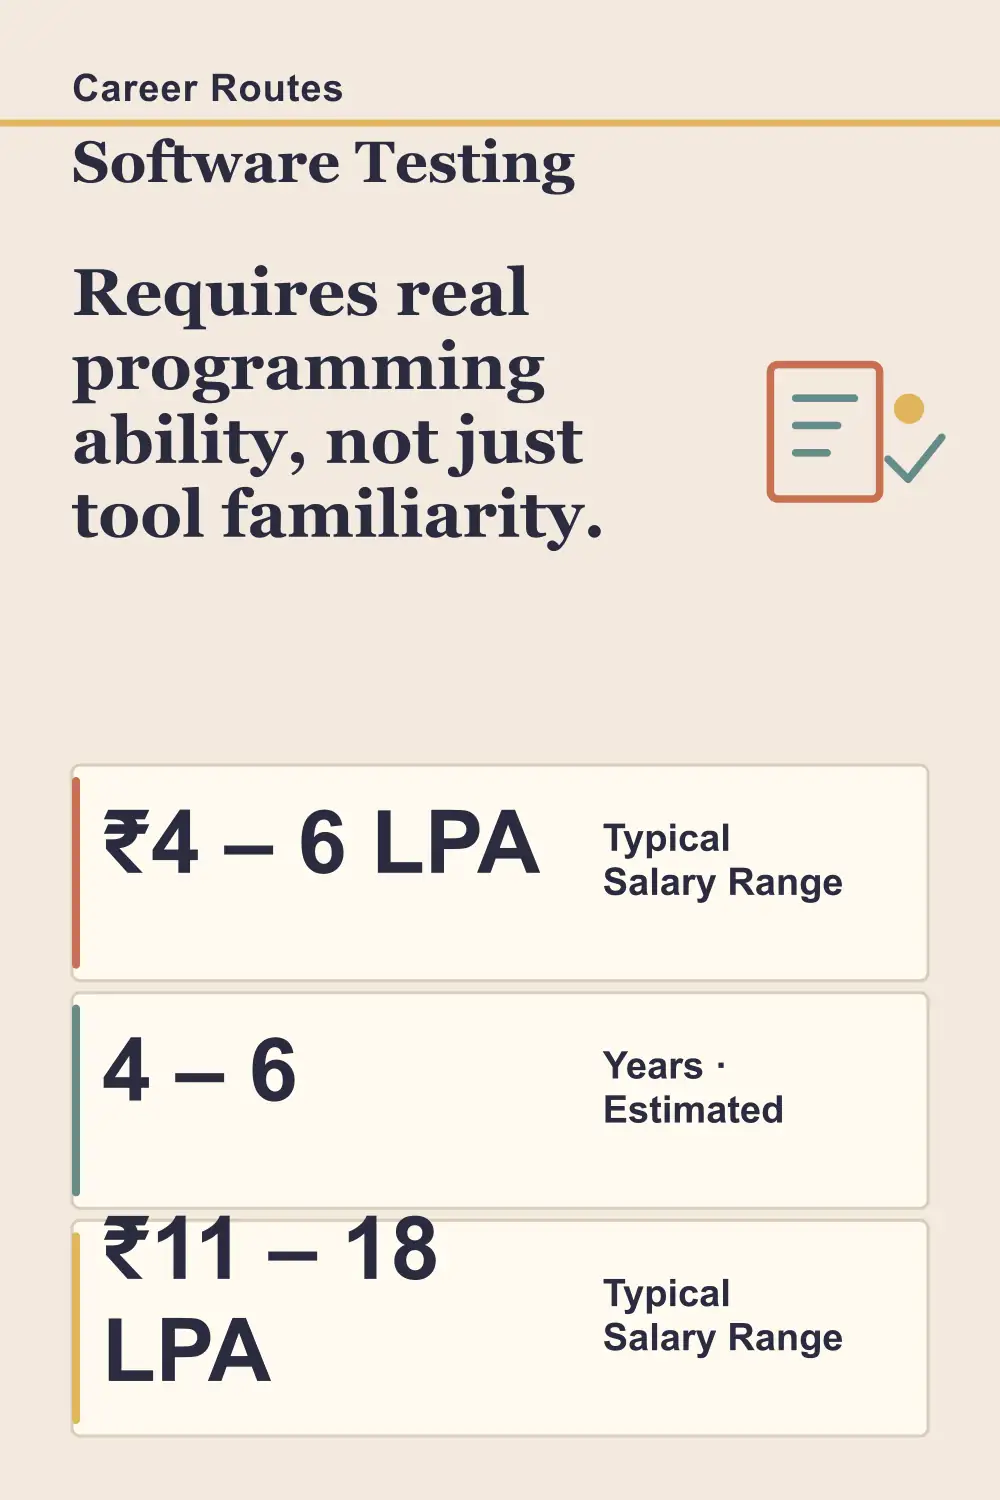 Career Routes
Software Testing
Requires real
programming
ability, not just
tool familiarity.
₹4 – 6 LPA
Typical
Salary Range
4 – 6
Years ·
Estimated
₹11 – 18
LPA
Typical
Salary Range